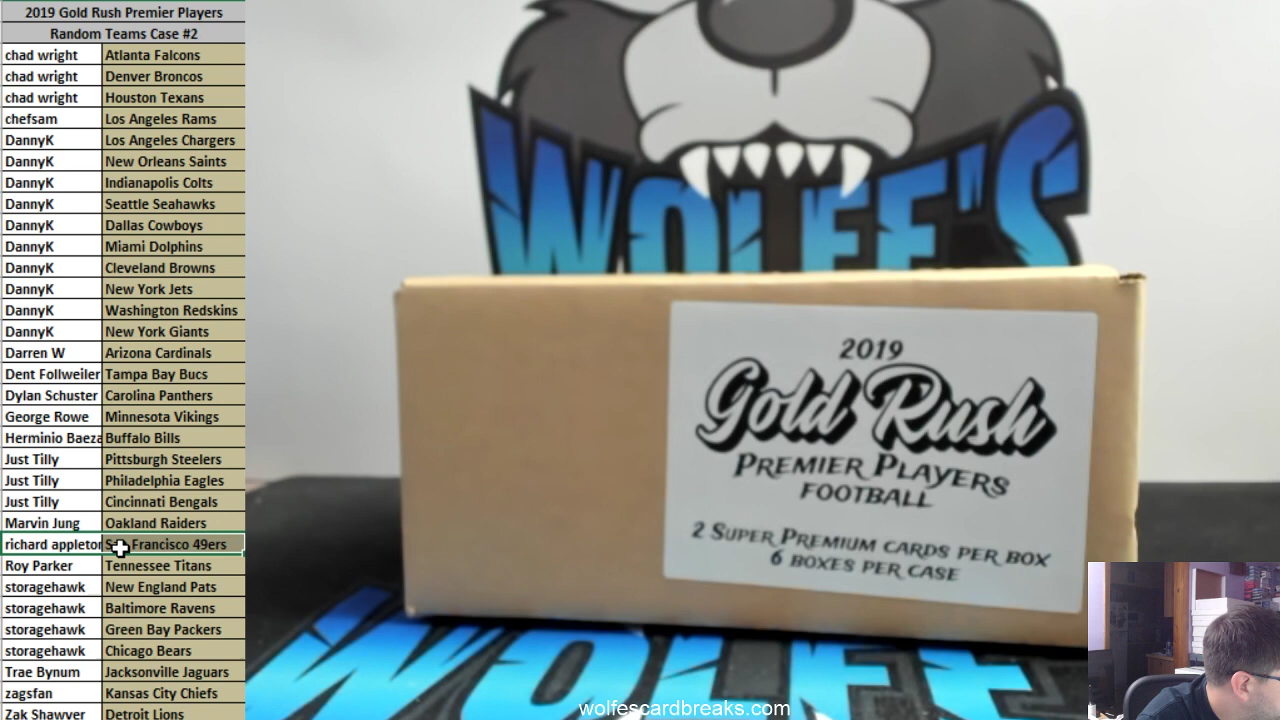 2019 Gold Rush Premier Players
Random Teams Case #2
chad wright Atlanta Falcons
chad wright Denver Broncos
chad wright Houston Texans
chefsam Los Angeles Rams
DannyK Los Angeles Chargers
DannyK New Orleans Saints
DannyK Indianapolis Colts
DannyK Seattle Seahawks
DannyK Dallas Cowboys
DannyK Miami Dolphins
DannyK Cleveland Browns
DannyK New York Jets
DannyK Washington Redskins
DannyK New York Giants
Darren W Arizona Cardinals
Dent Follweiler Tampa Bay Bucs
Dylan Schuster Carolina Panthers
George Rowe Minnesota Vikings
Herminio Baeza Buffalo Bills
Just Tilly Pittsburgh Steelers
Just Tilly Philadelphia Eagles
Just Tilly Cincinnati Bengals
Marvin Jung Oakland Raiders
richard appleton San Francisco 49ers
Roy Parker Tennessee Titans
storagehawk New England Pats
storagehawk Baltimore Ravens
storagehawk Green Bay Packers
storagehawk Chicago Bears
Trae Bynum Jacksonville Jaguars
zagsfan Kansas City Chiefs
Zak Shawver Detroit Lions
WOLFE'S
2019
Gold Rush
PREMIER PLAYERS
FOOTBALL
2 SUPER PREMIUM CARDS PER BOX
6 BOXES PER CASE
WOLFE
wolfescardbreaks.com